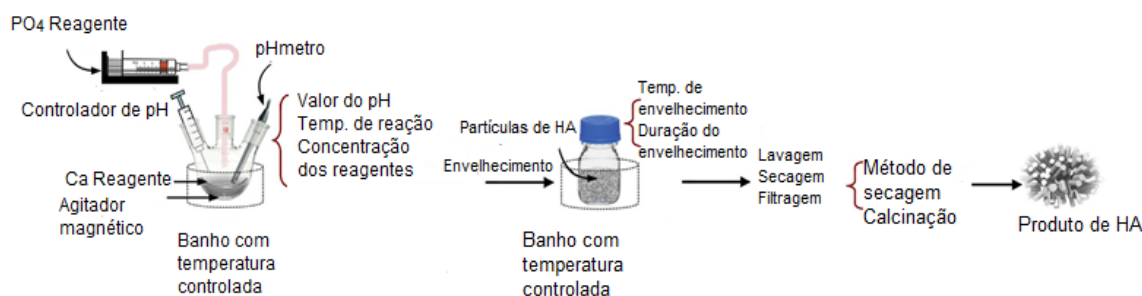 PO4 Reagente
pHmetro
Controlador de pH
Valor do pH
Temp. de reação
Concentração
dos reagentes
Ca Reagente
Agitador
magnético
Banho com
temperatura
controlada
Envelhecimento
Partículas de HA
Temp. de
envelhecimento
Duração do
envelhecimento
Banho com
temperatura
controlada
Lavagem
Secagem
Filtragem
Método de
secagem
Calcinação
Produto de HA